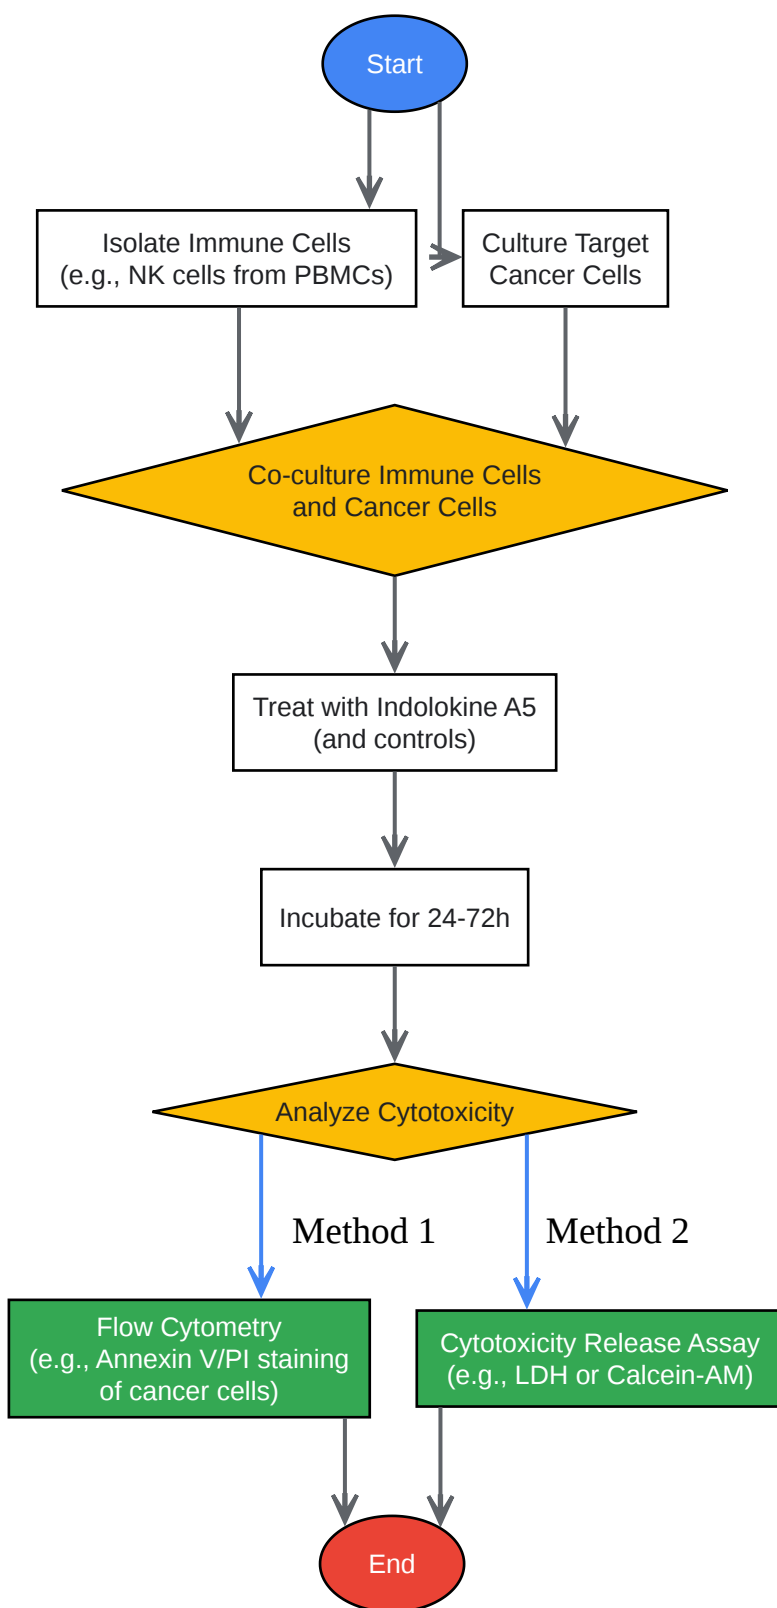 Start
Isolate Immune Cells
(e.g., NK cells from PBMCs)
Culture Target
Cancer Cells
Co-culture Immune Cells
and Cancer Cells
Treat with Indolokine A5
(and controls)
Incubate for 24-72h
Analyze Cytotoxicity
Method 1
Method 2
Flow Cytometry
(e.g., Annexin V/PI staining
of cancer cells)
Cytotoxicity Release Assay
(e.g., LDH or Calcein-AM)
End